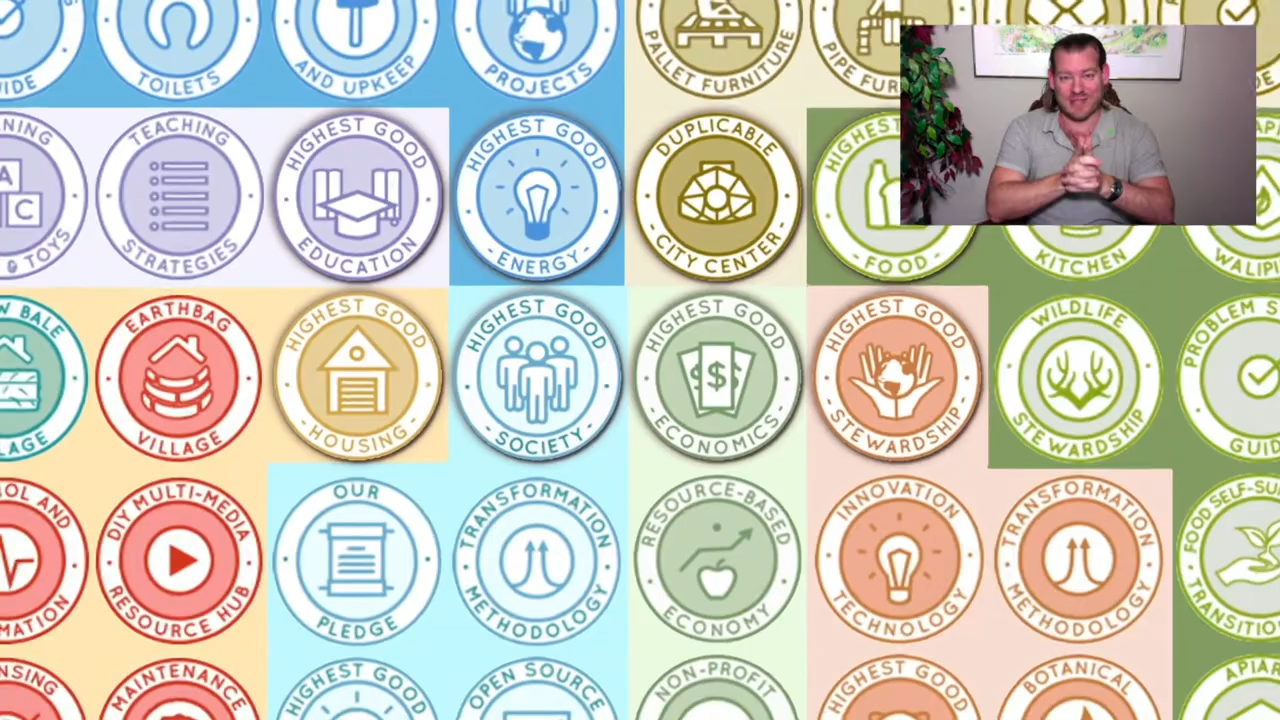 TOILETS
AND UPKEEP
PROJECTS
PALLET FURNITURE
TEACHING
STRATEGIES
HIGHEST GOOD
EDUCATION
HIGHEST GOOD
- ENERGY -
DUPLICABLE
- CITY CENTER -
- FOOD -
KITCHEN
A
C
& TOYS
EARTHBAG
VILLAGE
HIGHEST GOOD
- HOUSING -
HIGHEST GOOD
- SOCIETY -
HIGHEST GOOD
$$$
- ECONOMICS -
HIGHEST GOOD
STEWARDSHIP
WILDLIFE
STEWARDSHIP
DIY MULTI-MEDIA
RESOURCE HUB
OUR
PLEDGE
TRANSFORMATION
METHODOLOGY
RESOURCE-BASED
ECONOMY
INNOVATION
TECHNOLOGY
TRANSFORMATION
METHODOLOGY
MAINTENANCE
HIGHEST GOOD
OPEN SOURCE
NON-PROFIT
HIGHEST GOOD
BOTANICAL